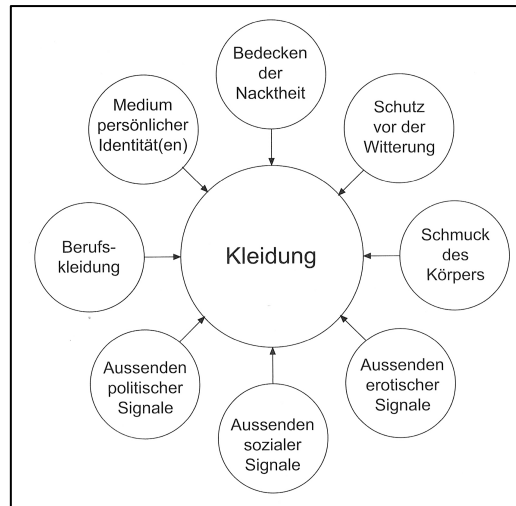 Bedecken
der
Nacktheit
Schutz
vor der
Witterung
Schmuck
des
Körpers
Aussenden
erotischer
Signale
Aussenden
sozialer
Signale
Aussenden
politischer
Signale
Berufs-
kleidung
Medium
persönlicher
Identität(en)
Kleidung